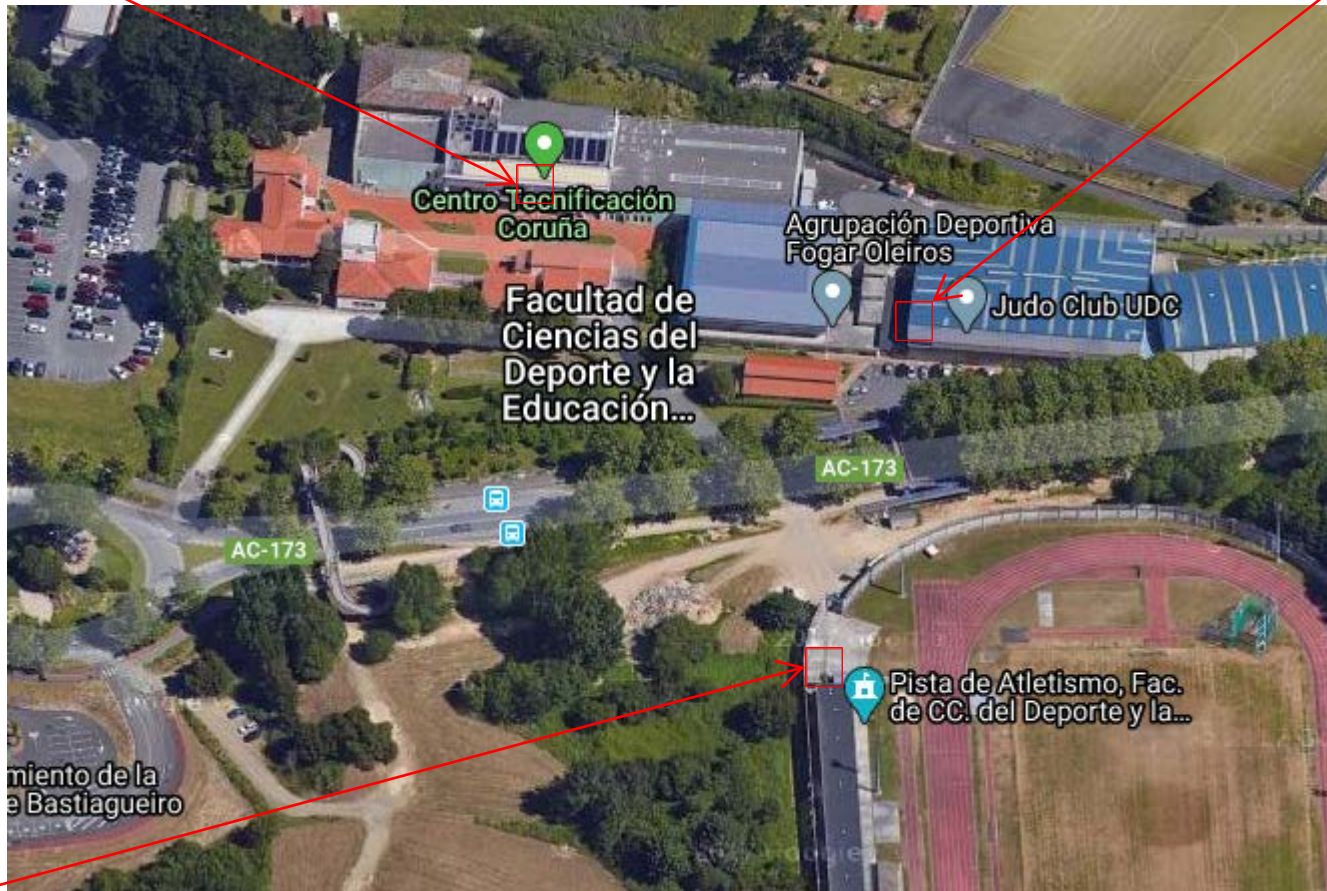 Centro Tecnificación
Coruña
Agrupación Deportiva
Fogar Oleiros
Judo Club UDC
Facultad de
Ciencias del
Deporte y la
Educación...
AC-173
AC-173
Pista de Atletismo, Fac.
de CC. del Deporte y la...
miento de la
e Bastiagueiro